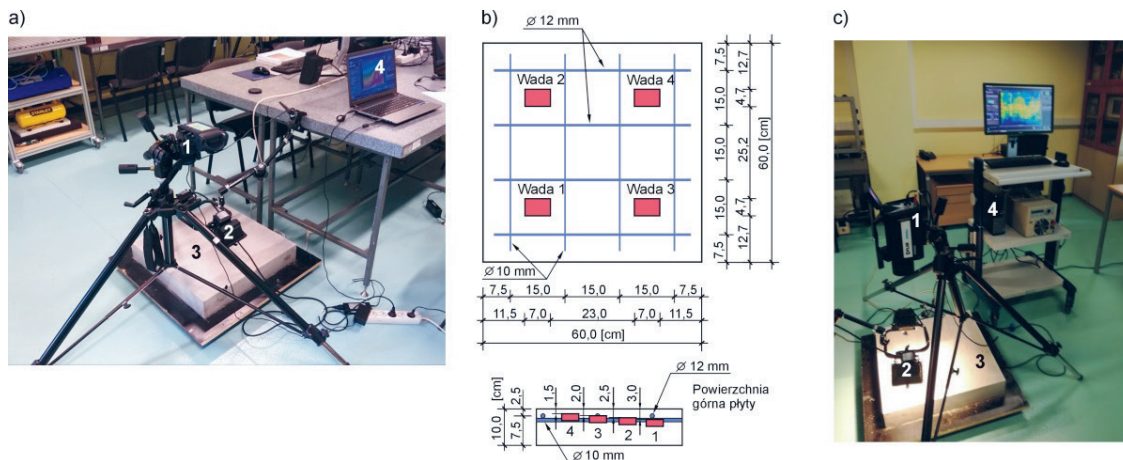 a)
1
2
3
4
STANLEY
b)
∅ 12 mm
Wada 2
Wada 4
Wada 1
Wada 3
∅ 10 mm
7,5
15,0
15,0
15,0
7,5
12,7
4,7
25,2
4,7
12,7
60,0 [cm]
7,5 15,0 15,0 15,0 7,5
11,5 7,0 23,0 7,0 11,5
60,0 [cm]
∅ 12 mm
Powierzchnia
górna płyty
[cm]
2,5
7,5
10,0
1,5
2,0
2,5
3,0
4 3 2 1
∅ 10 mm
c)
1
2
3
4